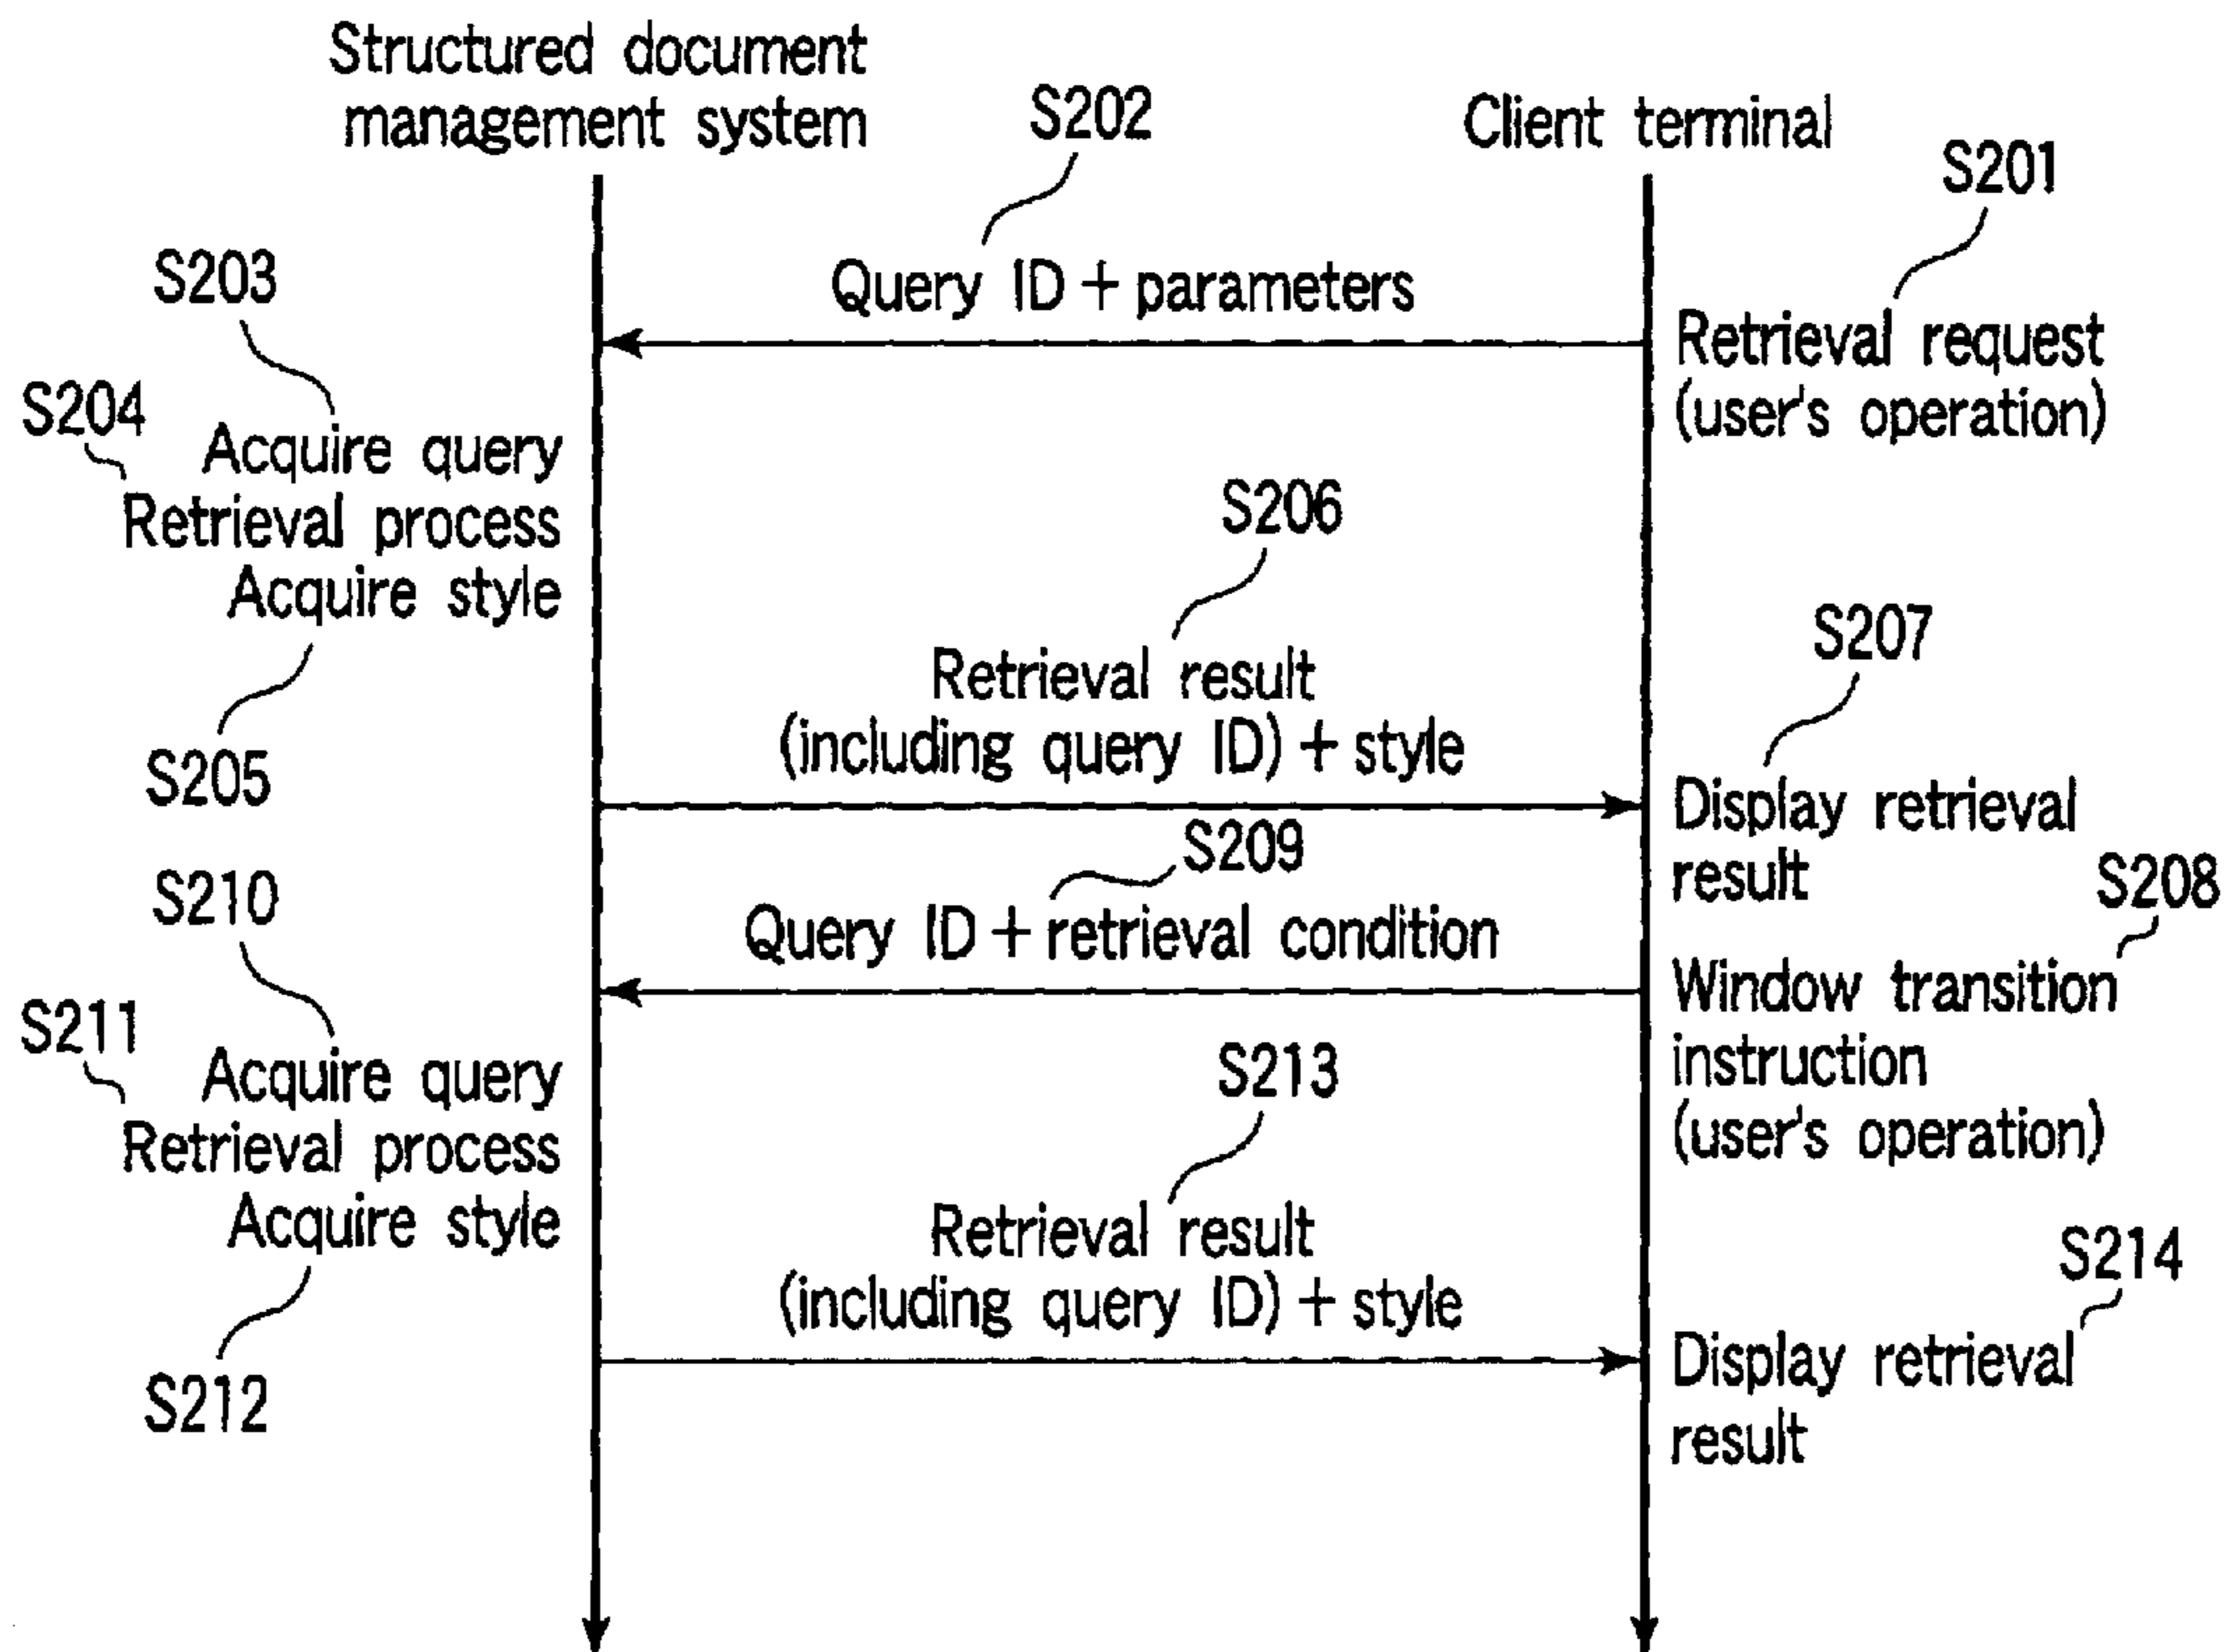 Structured document
management system
S202
Client terminal
S201
Query ID + parameters
S203
Retrieval request
(user's operation)
S204
Acquire query
Retrieval process
Acquire style
S206
S205
Retrieval result
(including query ID) + style
S207
Display retrieval
result
S209
S208
Query ID + retrieval condition
S210
Window transition
instruction
(user's operation)
S211
Acquire query
Retrieval process
Acquire style
S213
S212
Retrieval result
(including query ID) + style
S214
Display retrieval
result